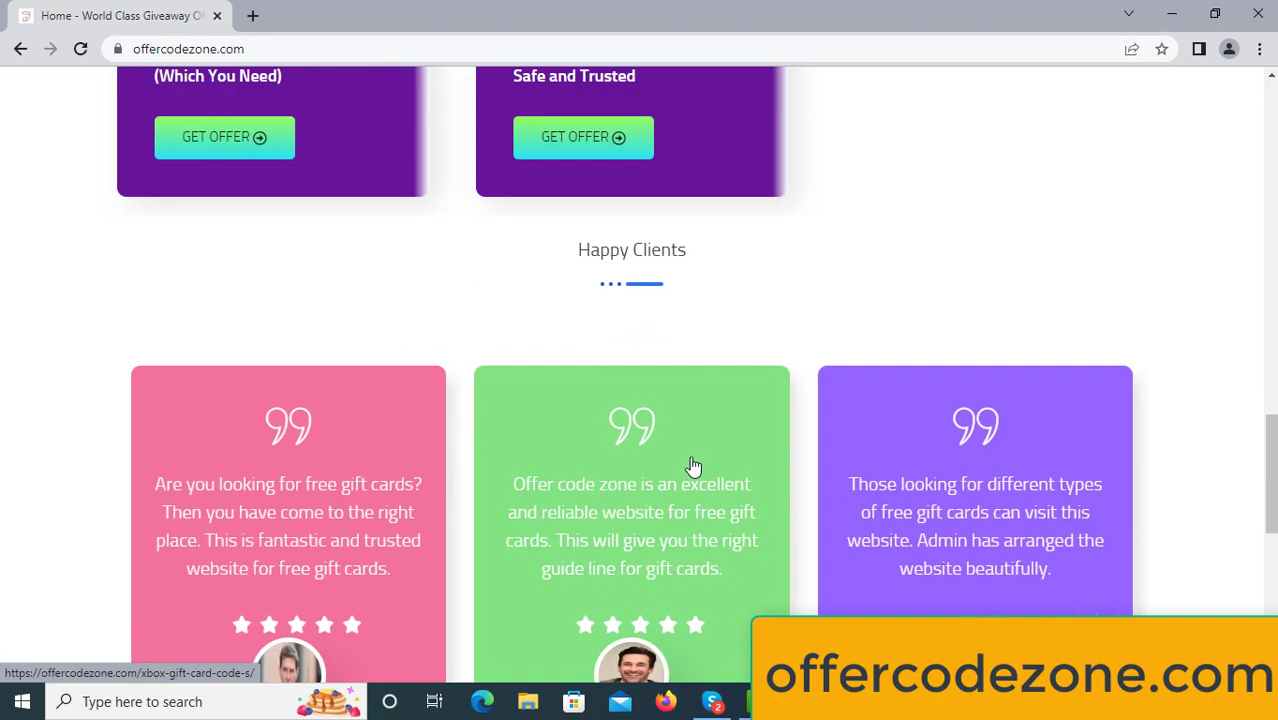 Home - World Class Giveaway Of
offercodezone.com
(Which You Need)
Safe and Trusted
GET OFFER
GET OFFER
Happy Clients
Are you looking for free gift cards?
Then you have come to the right
place. This is fantastic and trusted
website for free gift cards.
Offer code zone is an excellent
and reliable website for free gift
cards. This will give you the right
guide line for gift cards.
Those looking for different types
of free gift cards can visit this
website. Admin has arranged the
website beautifully.
https://offercodezone.com/xbox-gift-card-code-s/
offercodezone.com
Type here to search
2